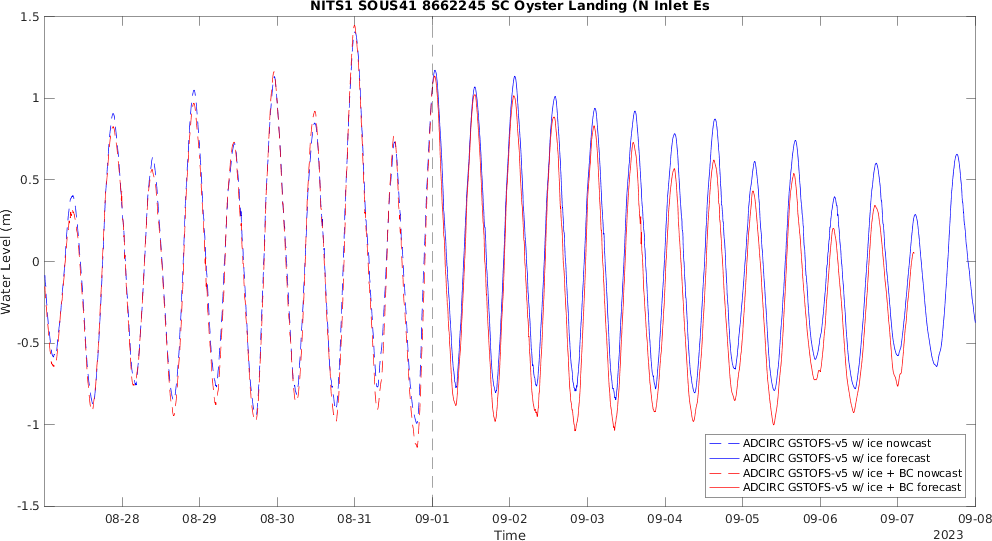 NITS1 SOUS41 8662245 SC Oyster Landing (N Inlet Es
Water Level (m)
1.5
1
0.5
0
-0.5
-1
-1.5
08-28
08-29
08-30
08-31
09-01
09-02
09-03
09-04
09-05
09-06
09-07
09-08
Time
2023
ADCIRC GSTOFS-v5 w/ ice nowcast
ADCIRC GSTOFS-v5 w/ ice forecast
ADCIRC GSTOFS-v5 w/ ice + BC nowcast
ADCIRC GSTOFS-v5 w/ ice + BC forecast